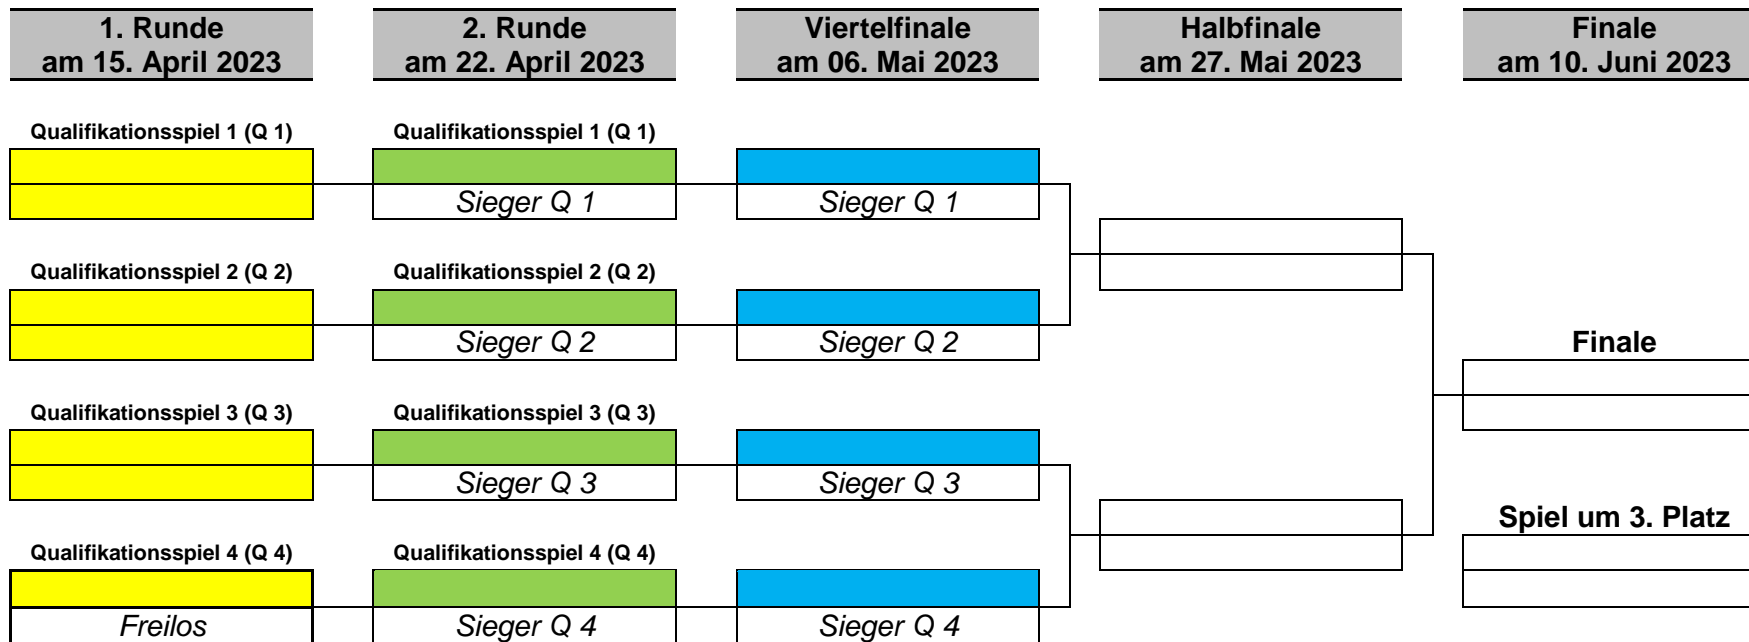 1. Runde
am 15. April 2023
2. Runde
am 22. April 2023
Viertelfinale
am 06. Mai 2023
Halbfinale
am 27. Mai 2023
Finale
am 10. Juni 2023
Qualifikationsspiel 1 (Q 1)
Qualifikationsspiel 1 (Q 1)
Sieger Q 1
Sieger Q 1
Qualifikationsspiel 2 (Q 2)
Qualifikationsspiel 2 (Q 2)
Sieger Q 2
Sieger Q 2
Finale
Qualifikationsspiel 3 (Q 3)
Qualifikationsspiel 3 (Q 3)
Sieger Q 3
Sieger Q 3
Spiel um 3. Platz
Qualifikationsspiel 4 (Q 4)
Qualifikationsspiel 4 (Q 4)
Freilos
Sieger Q 4
Sieger Q 4